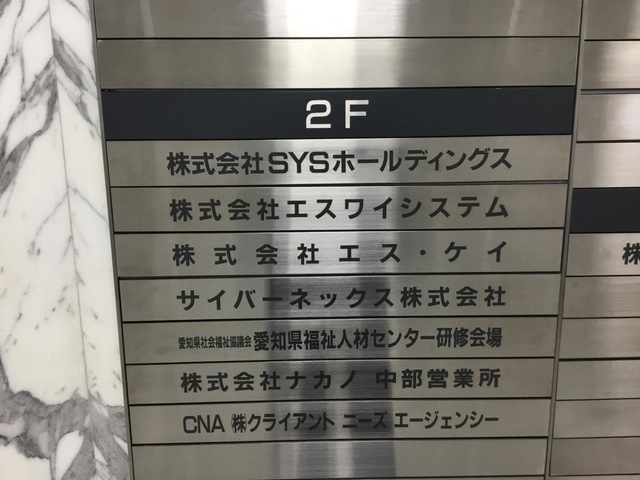 2F
株式会社SYSホールディングス
株式会社エスワイシステム
株式会社エス・ケイ
サイバーネックス株式会社
愛知県社会福祉協議会 愛知県福祉人材センター研修会場
株式会社ナカノ 中部営業所
CNA ㈱クライアント ニーズ エージェンシー
株